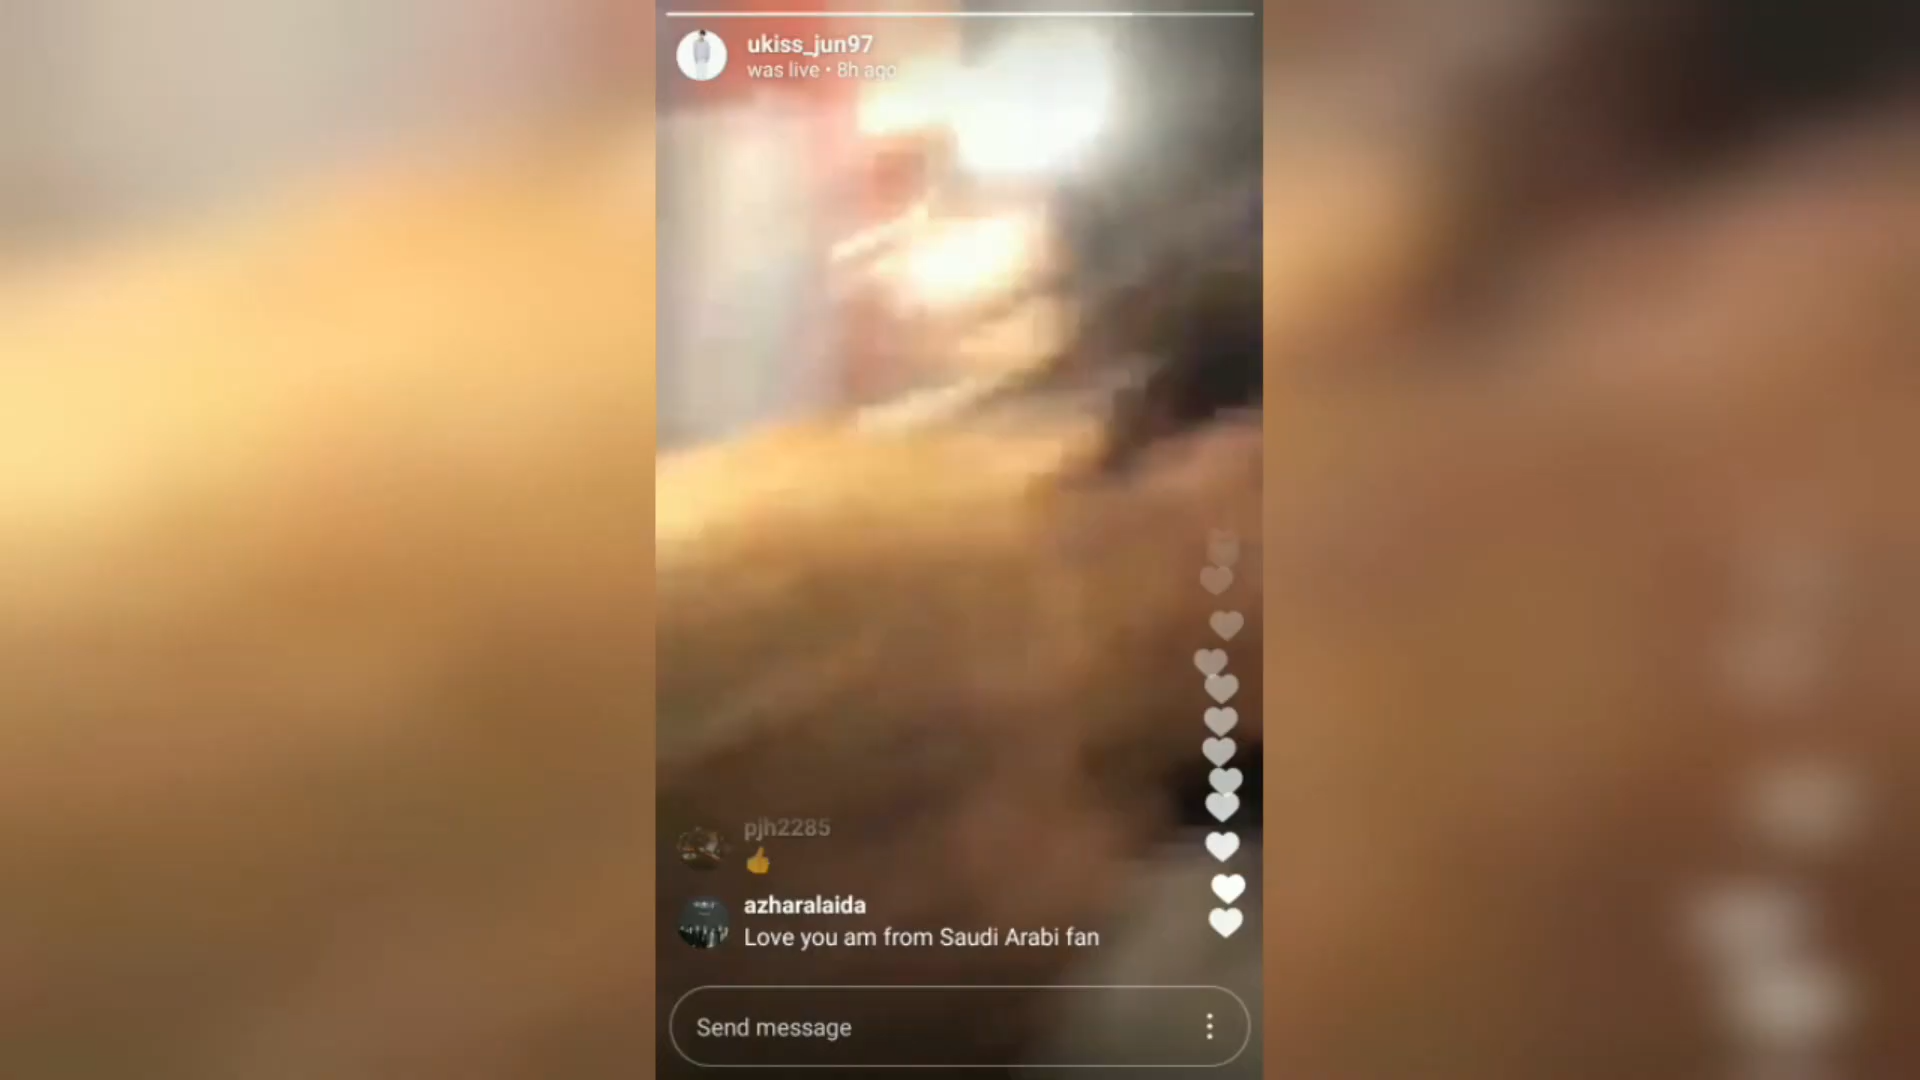 ukiss_jun97
was live • 8h ago
pjh2285
👍
azharalaida
Love you am from Saudi Arabi fan
Send message